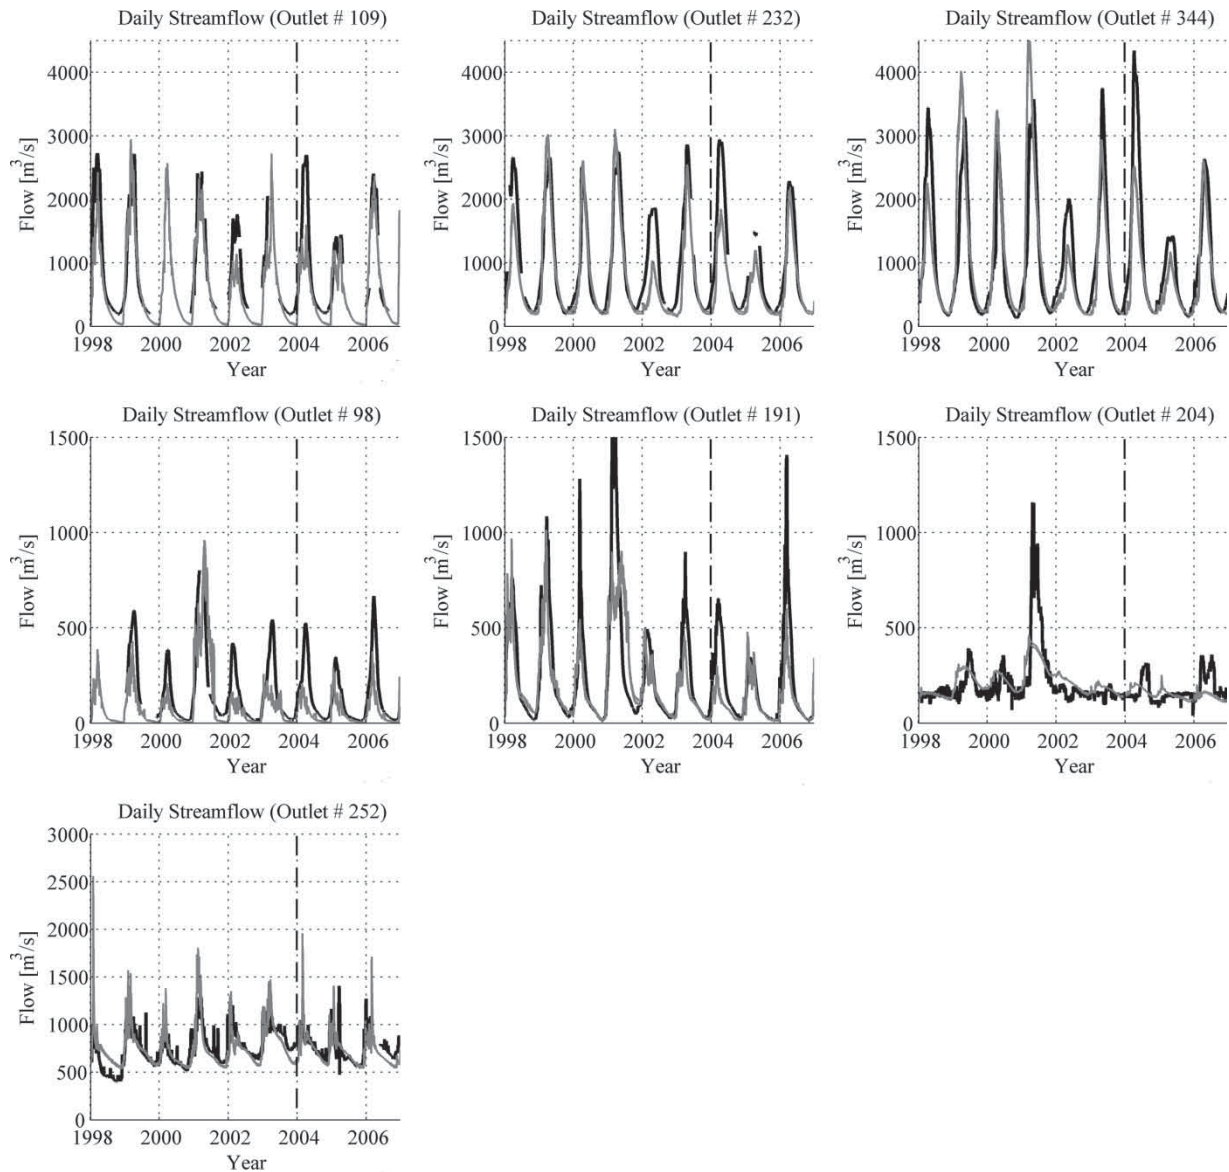 Daily Streamflow (Outlet # 109)
Flow [m³/s]
4000
3000
2000
1000
0
1998 2000 2002 2004 2006
Year
Daily Streamflow (Outlet # 232)
Flow [m³/s]
4000
3000
2000
1000
0
1998 2000 2002 2004 2006
Year
Daily Streamflow (Outlet # 344)
Flow [m³/s]
4000
3000
2000
1000
0
1998 2000 2002 2004 2006
Year
Daily Streamflow (Outlet # 98)
Flow [m³/s]
1500
1000
500
0
1998 2000 2002 2004 2006
Year
Daily Streamflow (Outlet # 191)
Flow [m³/s]
1500
1000
500
0
1998 2000 2002 2004 2006
Year
Daily Streamflow (Outlet # 204)
Flow [m³/s]
1500
1000
500
0
1998 2000 2002 2004 2006
Year
Daily Streamflow (Outlet # 252)
Flow [m³/s]
3000
2500
2000
1500
1000
500
0
1998 2000 2002 2004 2006
Year